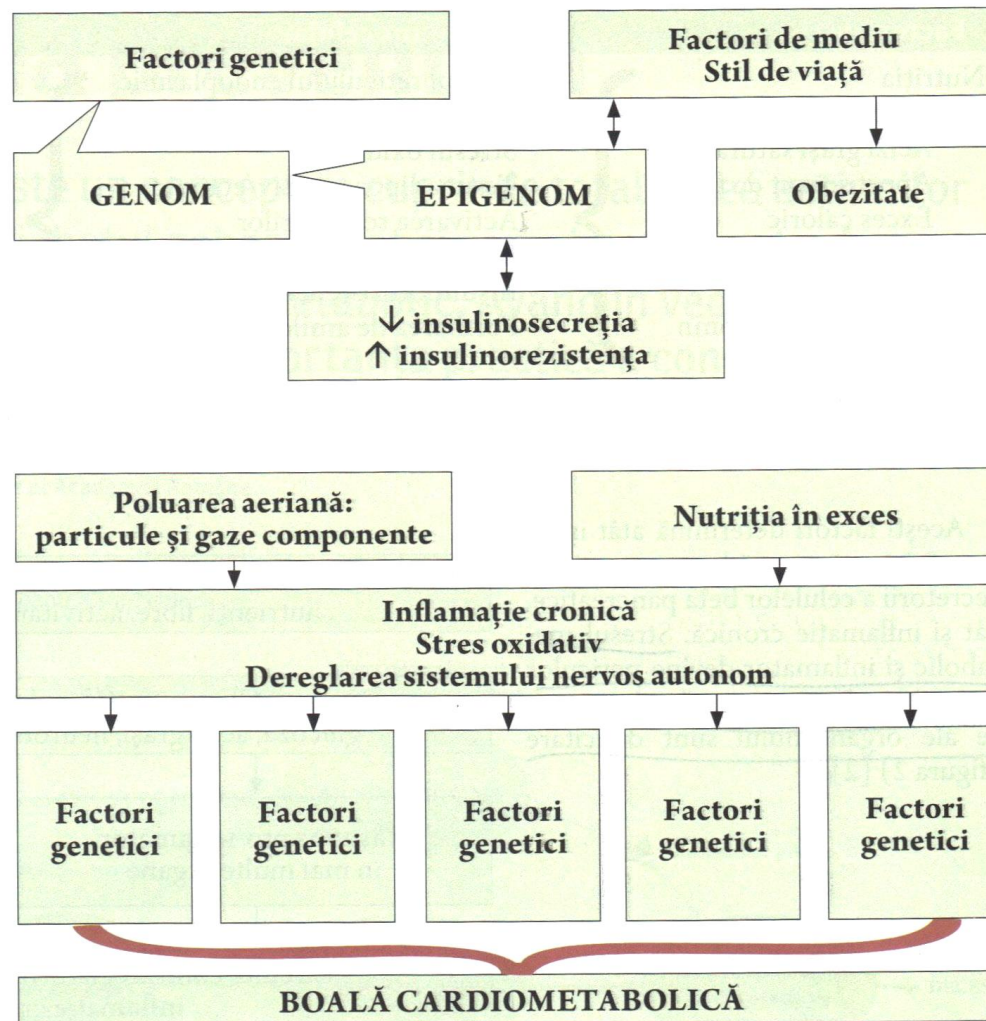 Factori genetici
Factori de mediu
Stil de viață
GENOM
EPIGENOM
Obezitate
↓ insulinosecreția
↑ insulinorezistența
Poluarea aeriană:
particule și gaze componente
Nutriția în exces
Inflamație cronică
Stres oxidativ
Dereglarea sistemului nervos autonom
Factori
genetici
Factori
genetici
Factori
genetici
Factori
genetici
Factori
genetici
BOALĂ CARDIOMETABOLICĂ